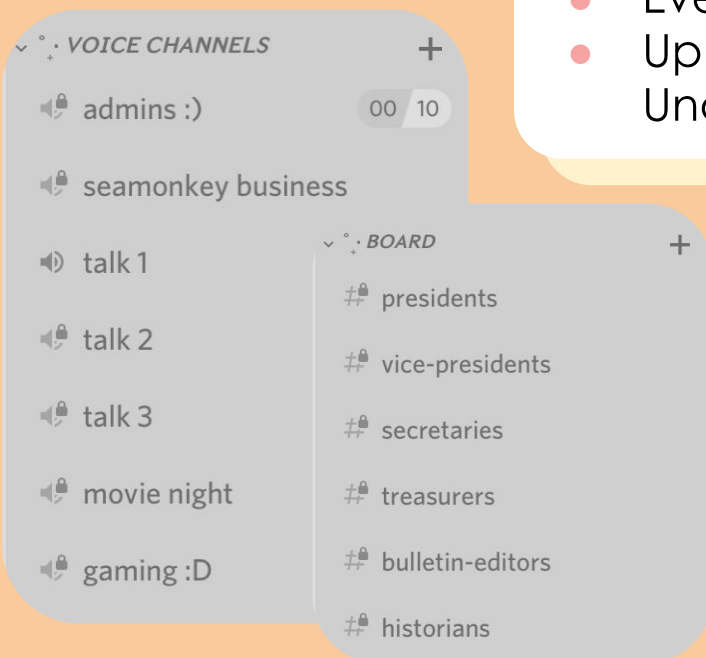 VOICE CHANNELS
admins :)
00 10
seamonkey business
talk 1
talk 2
talk 3
movie night
gaming :D
BOARD
presidents
vice-presidents
secretaries
treasurers
bulletin-editors
historians
Up